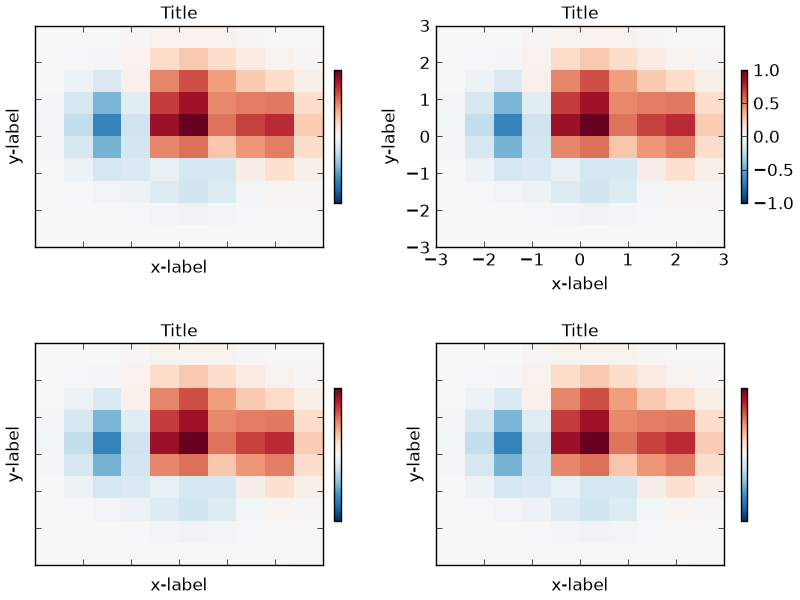 Title
y-label
x-label
Title
3
2
1
0
−1
−2
−3
y-label
−3 −2 −1 0 1 2 3
x-label
1.0
0.5
0.0
−0.5
−1.0
Title
y-label
x-label
Title
y-label
x-label